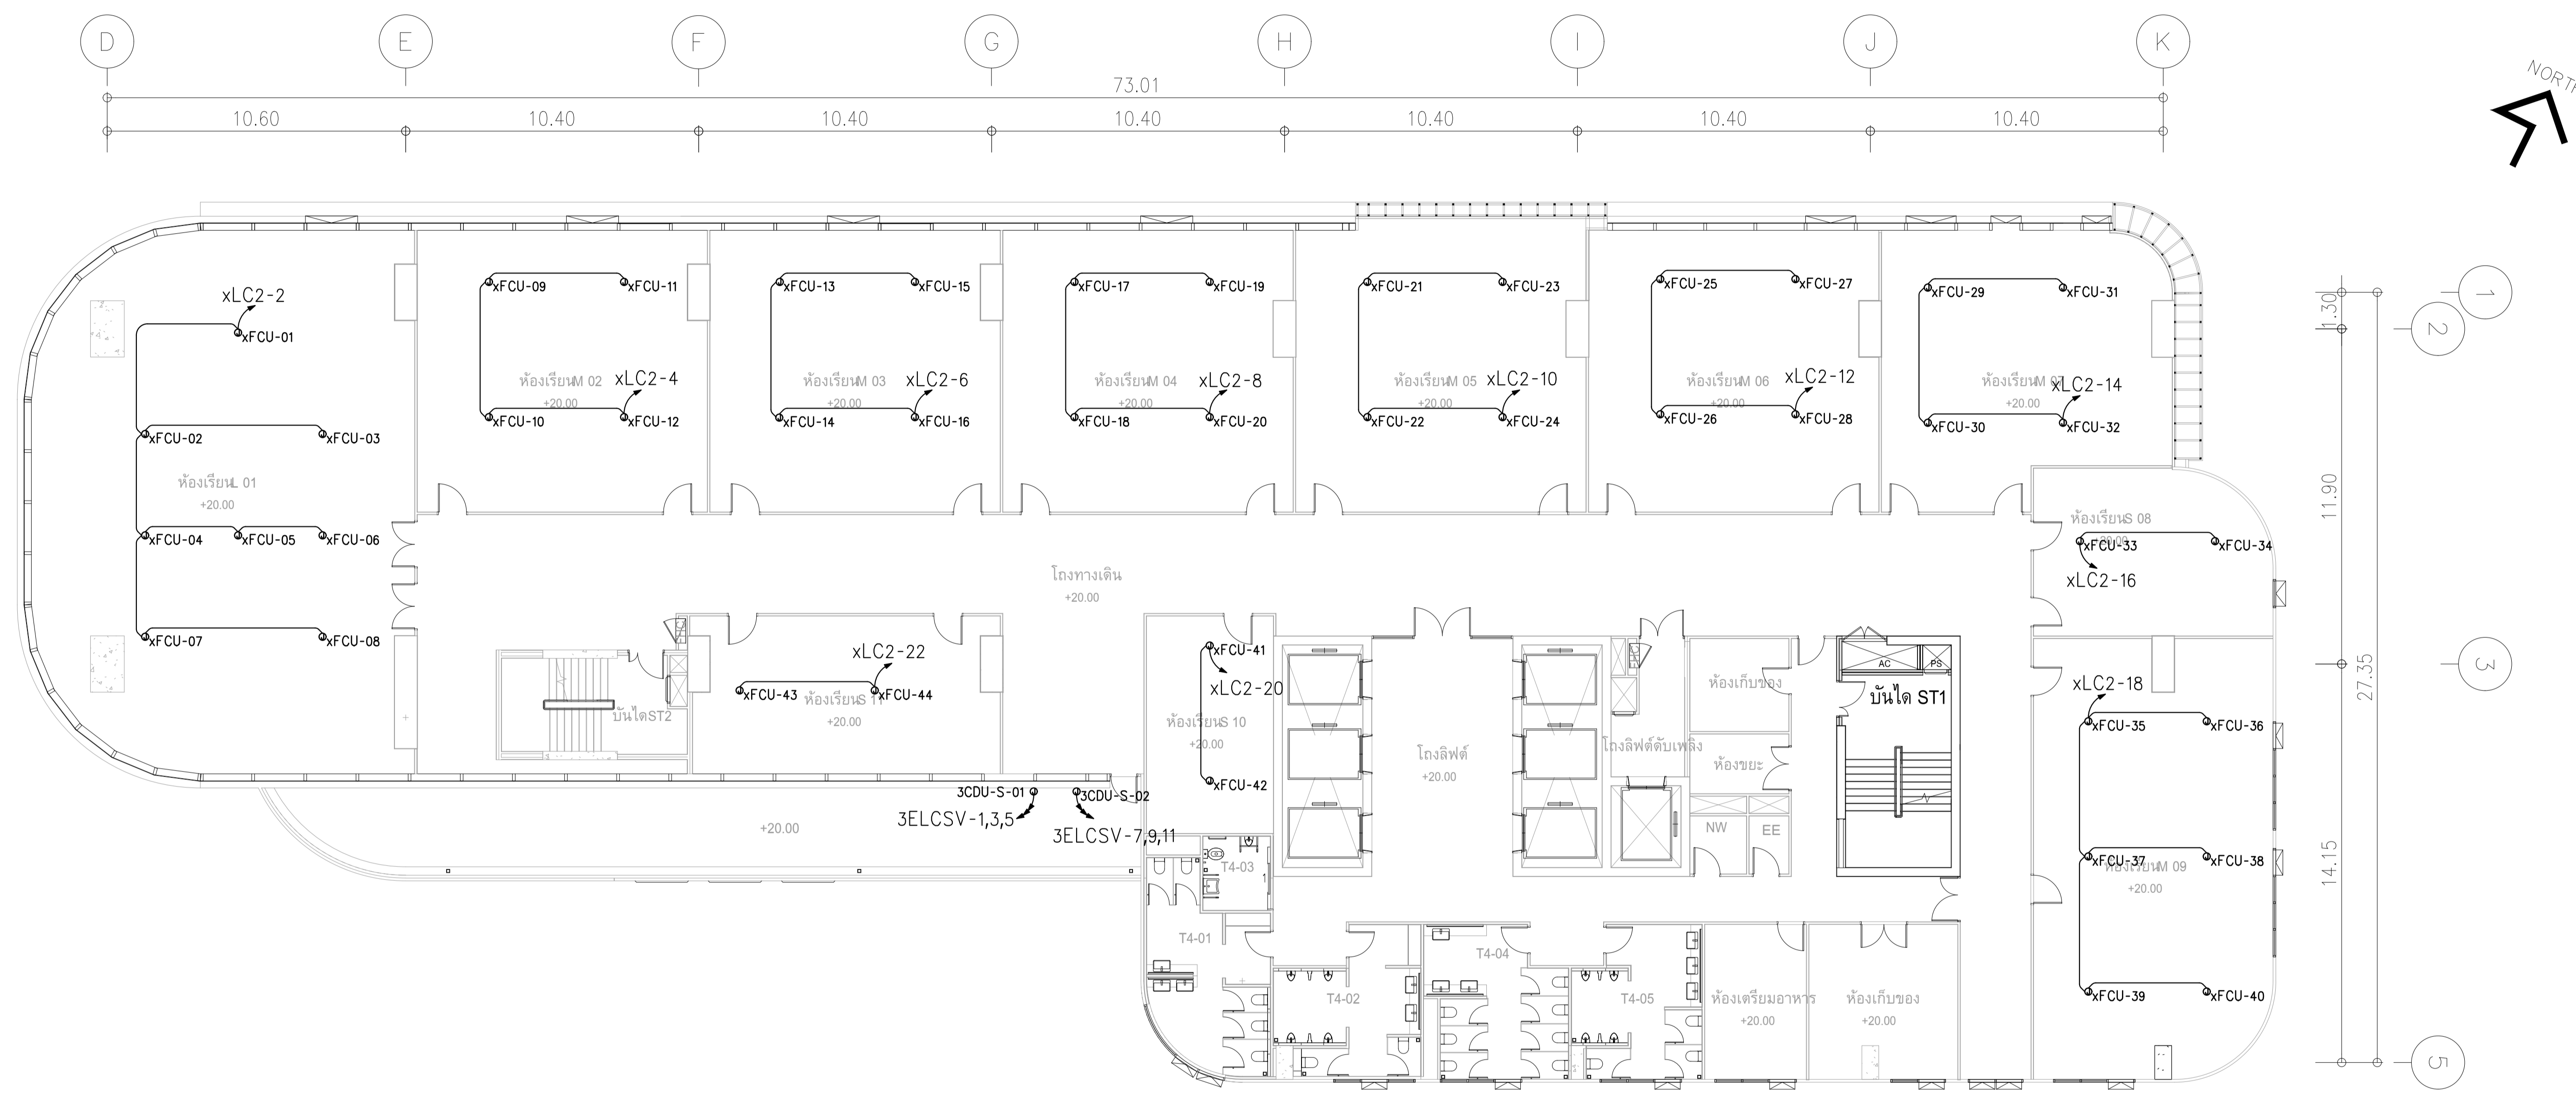 D E F G H I J K
73.01
10.60 10.40 10.40 10.40 10.40 10.40 10.40
1
2
3
5
1.30
11.90
14.15
27.35
xLC2-2
xFCU-01
xFCU-02 xFCU-03
ห้องเรียนL 01
+20.00
xFCU-04 xFCU-05 xFCU-06
xFCU-07 xFCU-08
xFCU-09 xFCU-11
ห้องเรียนM 02
+20.00
xLC2-4
xFCU-10 xFCU-12
xFCU-13 xFCU-15
ห้องเรียนM 03
+20.00
xLC2-6
xFCU-14 xFCU-16
xFCU-17 xFCU-19
ห้องเรียนM 04
+20.00
xLC2-8
xFCU-18 xFCU-20
xFCU-21 xFCU-23
ห้องเรียนM 05
+20.00
xLC2-10
xFCU-22 xFCU-24
xFCU-25 xFCU-27
ห้องเรียนM 06
+20.00
xLC2-12
xFCU-26 xFCU-28
xFCU-29 xFCU-31
ห้องเรียนM 07
+20.00
xLC2-14
xFCU-30 xFCU-32
ห้องเรียนS 08
+20.00
xFCU-33 xFCU-34
xLC2-16
โถงทางเดิน
+20.00
xLC2-22
xFCU-43 xFCU-44
ห้องเรียนS 11
+20.00
บันไดST2
xFCU-41
xLC2-20
ห้องเรียนS 10
+20.00
xFCU-42
3CDU-S-01 3CDU-S-02
3ELCSV-1,3,5
3ELCSV-7,9,11
+20.00
โถงลิฟต์
+20.00
โถงลิฟต์ดับเพลิง
ห้องเก็บของ
ห้องขยะ
NW EE
AC PS
บันได ST1
xLC2-18
xFCU-35 xFCU-36
xFCU-37 xFCU-38
ห้องเรียนM 09
+20.00
xFCU-39 xFCU-40
T4-03
T4-01
T4-02
T4-04
T4-05
ห้องเตรียมอาหาร
+20.00
ห้องเก็บของ
+20.00